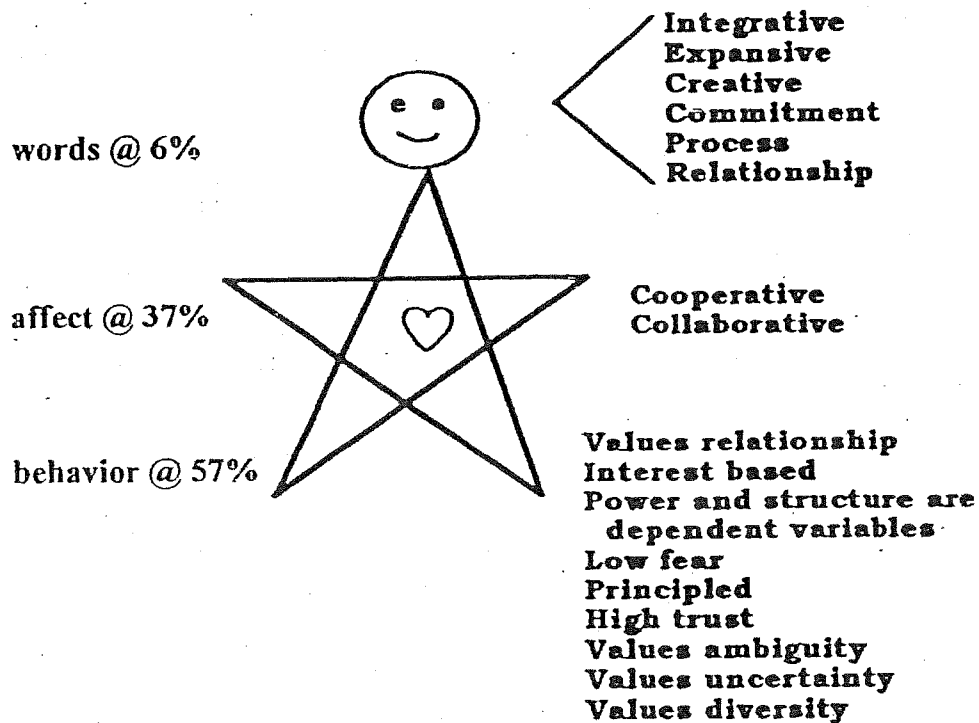 Integrative
Expansive
Creative
Commitment
Process
Relationship
words @ 6%
affect @ 37%
Cooperative
Collaborative
behavior @ 57%
Values relationship
Interest based
Power and structure are
dependent variables
Low fear
Principled
High trust
Values ambiguity
Values uncertainty
Values diversity